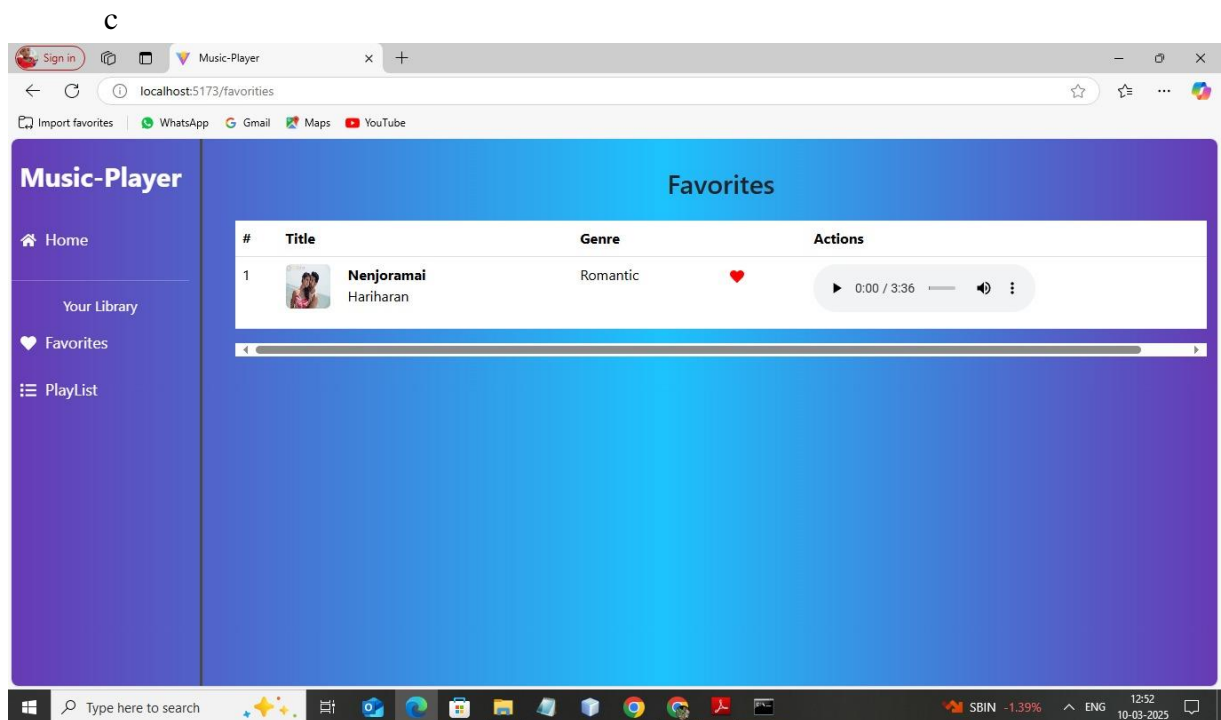 c
Sign in
Music-Player
localhost:5173/favorities
Import favorites WhatsApp Gmail Maps YouTube
Music-Player
Favorites
Home
# Title Genre Actions
1 Nenjoramai Romantic 0:00 / 3:36
Hariharan
Your Library
Favorites
PlayList
Type here to search
SBIN -1.39% ENG 12:52
10-03-2025